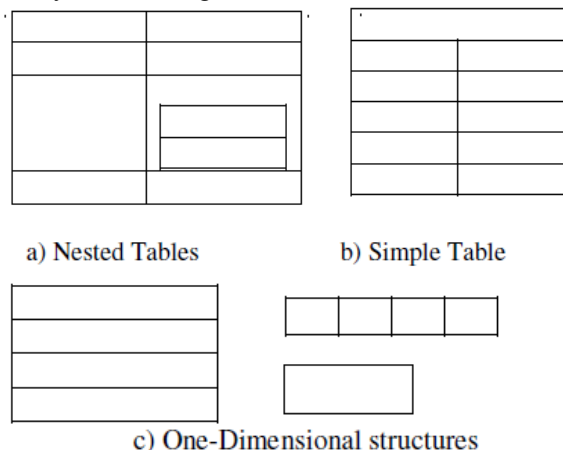 a) Nested Tables
b) Simple Table
c) One-Dimensional structures